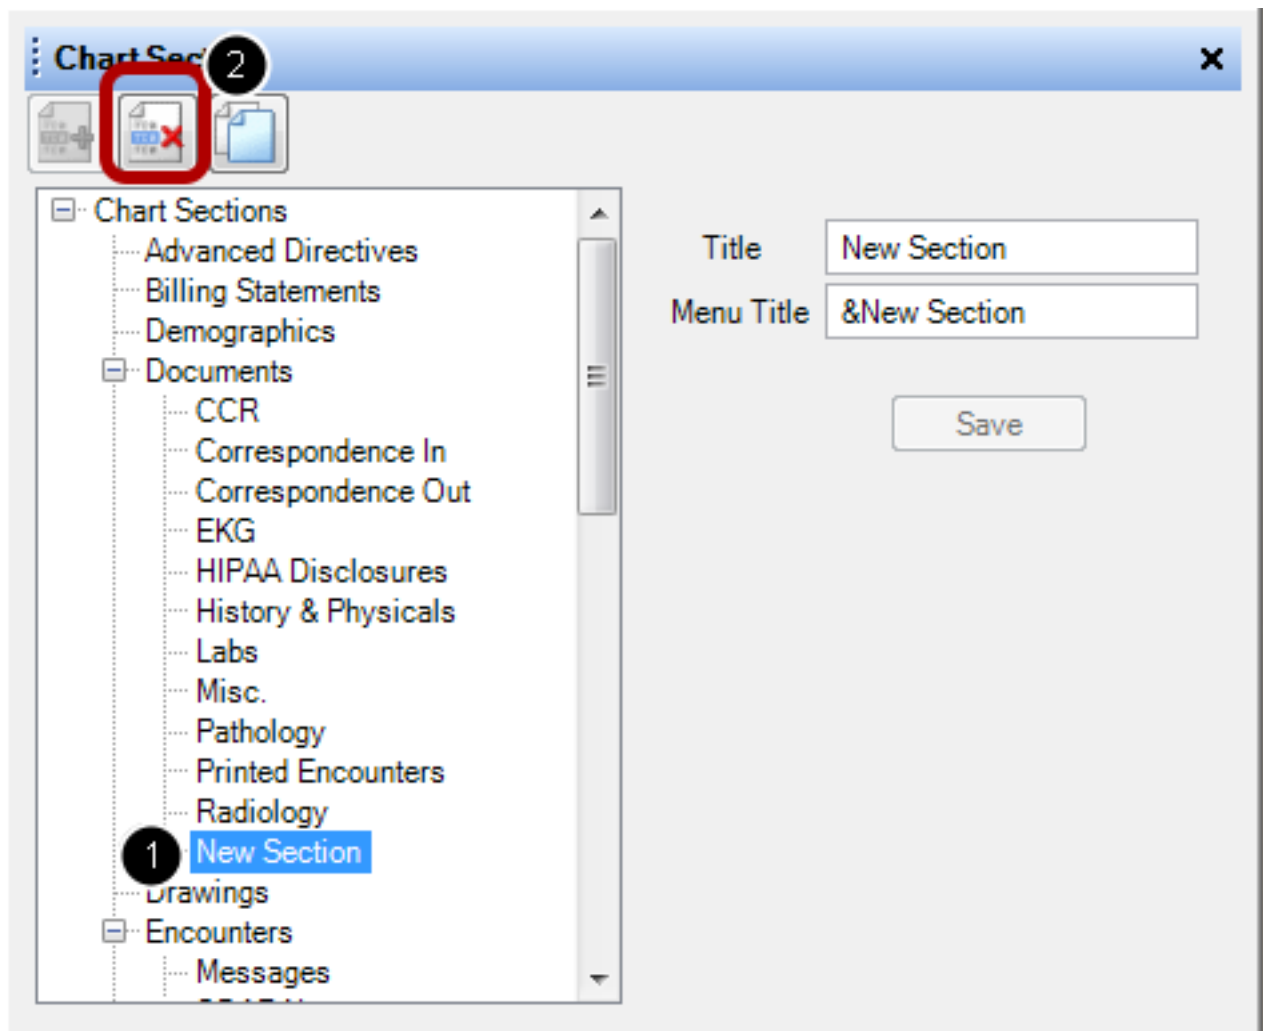 Chart Sec
2
Chart Sections
Advanced Directives
Billing Statements
Demographics
Documents
CCR
Correspondence In
Correspondence Out
EKG
HIPAA Disclosures
History & Physicals
Labs
Misc.
Pathology
Printed Encounters
Radiology
1 New Section
Drawings
Encounters
Messages
Title New Section
Menu Title &New Section
Save